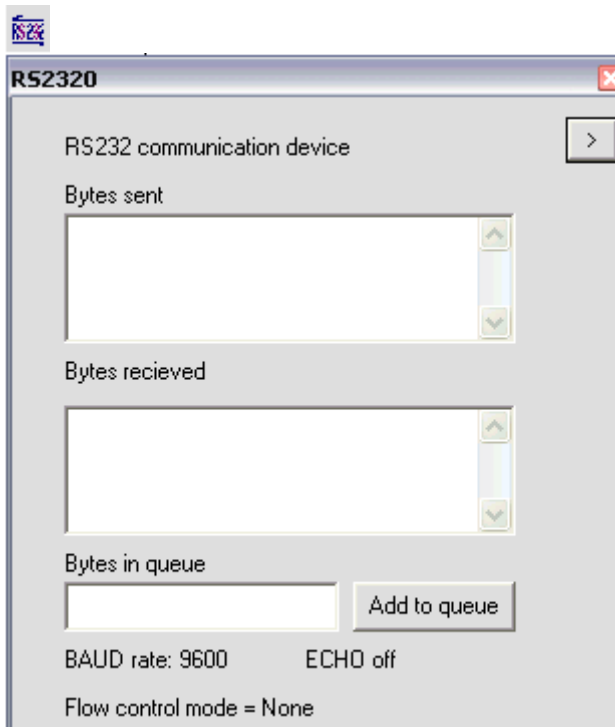 RS232
RS2320
>
RS232 communication device
Bytes sent
Bytes recieved
Bytes in queue
Add to queue
BAUD rate: 9600 ECHO off
Flow control mode = None